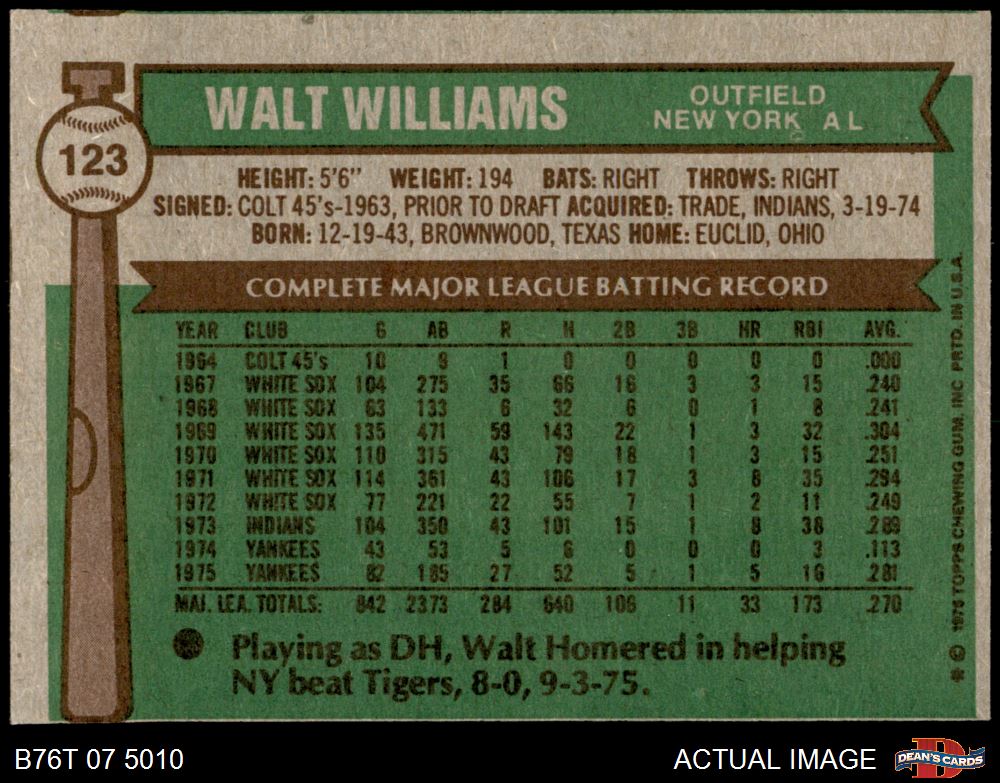 WALT WILLIAMS
OUTFIELD
NEW YORK A L
123
HEIGHT: 5'6" WEIGHT: 194 BATS: RIGHT THROWS: RIGHT
SIGNED: COLT 45's-1963, PRIOR TO DRAFT ACQUIRED: TRADE, INDIANS, 3-19-74
BORN: 12-19-43, BROWNWOOD, TEXAS HOME: EUCLID, OHIO
COMPLETE MAJOR LEAGUE BATTING RECORD
YEAR CLUB G AB R H 2B 3B HR RBI AVG.
1964 COLT 45's 10 9 1 0 0 0 0 0 .000
1967 WHITE SOX 104 275 35 66 16 3 3 15 .240
1968 WHITE SOX 63 133 6 32 6 0 1 8 .241
1969 WHITE SOX 135 471 59 143 22 1 3 32 .304
1970 WHITE SOX 110 315 43 79 18 1 3 15 .251
1971 WHITE SOX 114 361 43 106 17 3 8 35 .294
1972 WHITE SOX 77 221 22 55 7 1 2 11 .249
1973 INDIANS 104 350 43 101 15 1 8 38 .289
1974 YANKEES 43 53 5 6 0 0 0 3 .113
1975 YANKEES 82 185 27 52 5 1 5 16 .281
MAJ. LEA. TOTALS: 842 2373 284 640 106 11 33 173 .270
Playing as DH, Walt Homered in helping
NY beat Tigers, 8-0, 9-3-75.
* © 1976 TOPPS CHEWING GUM, INC. PRTD. IN U.S.A.
B76T 07 5010
ACTUAL IMAGE
DEAN'S CARDS